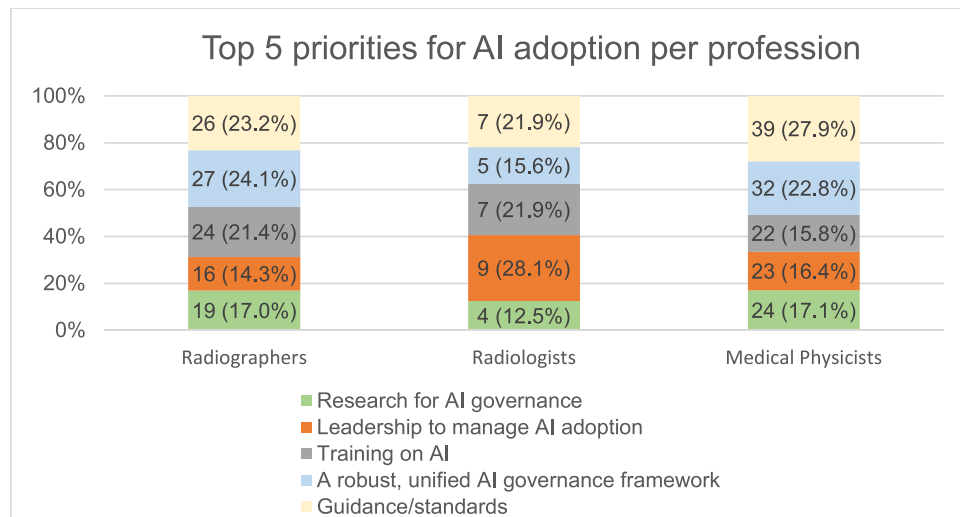 Top 5 priorities for AI adoption per profession
100%
80%
60%
40%
20%
0%
26 (23.2%)
27 (24.1%)
24 (21.4%)
16 (14.3%)
19 (17.0%)
7 (21.9%)
5 (15.6%)
7 (21.9%)
9 (28.1%)
4 (12.5%)
39 (27.9%)
32 (22.8%)
22 (15.8%)
23 (16.4%)
24 (17.1%)
Radiographers
Radiologists
Medical Physicists
Research for AI governance
Leadership to manage AI adoption
Training on AI
A robust, unified AI governance framework
Guidance/standards